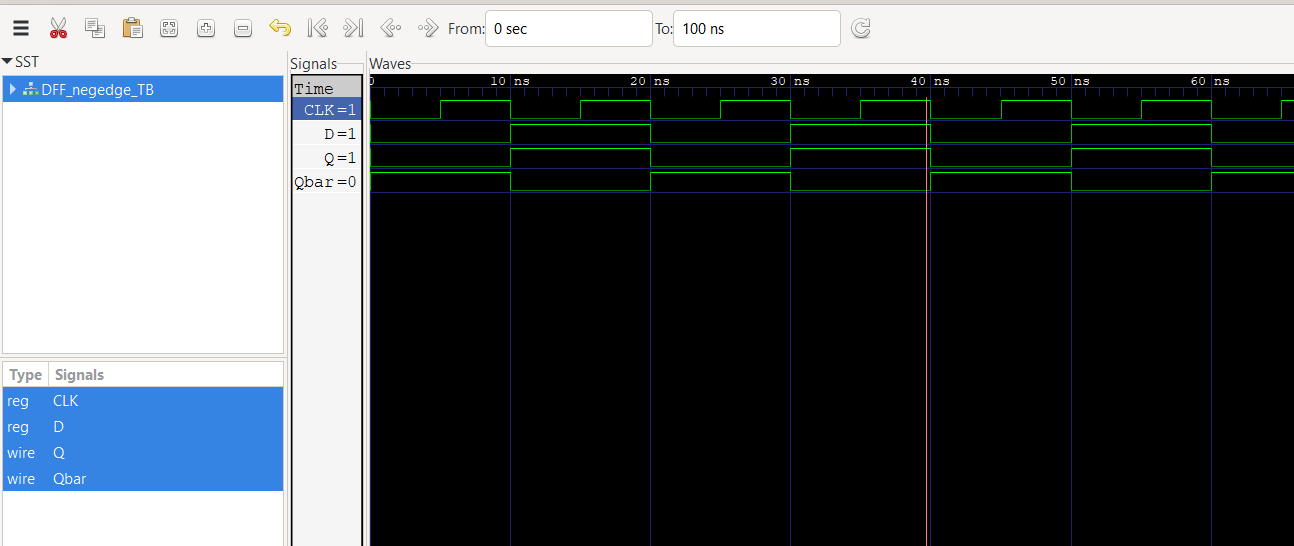 From: 0 sec To: 100 ns
SST
DFF_negedge_TB
Type Signals
reg CLK
reg D
wire Q
wire Qbar
Signals
Time
CLK=1
D=1
Q=1
Qbar=0
Waves
0 10 ns 20 ns 30 ns 40 ns 50 ns 60 ns